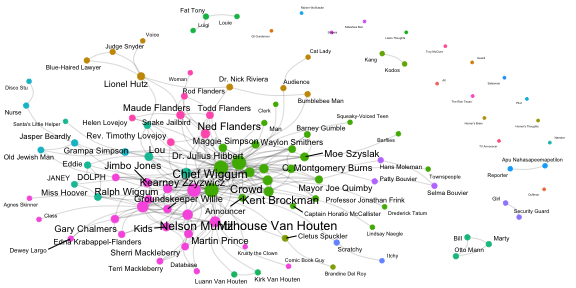 Fat Tony
Luigi
Louie
Voice
Judge Snyder
Blue-Haired Lawyer
Cat Lady
Kang
Kodos
Woman
Dr. Nick Riviera
Audience
Lionel Hutz
Rod Flanders
Bumblebee Man
Disco Stu
Maude Flanders
Todd Flanders
Clerk
Nurse
Santa's Little Helper
Snake Jailbird
Squeaky-Voiced Teen
Helen Lovejoy
Ned Flanders
Man
Barney Gumble
Jasper Beardly
Rev. Timothy Lovejoy
Maggie Simpson
Waylon Smithers
Barflies
Grampa Simpson
Lou
Old Jewish Man
Dr. Julius Hibbert
Moe Szyslak
Apu Nahasapeemapetilon
Eddie
Jimbo Jones
Hans Moleman
C. Montgomery Burns
Reporter
JANEY
DOLPH
Chief Wiggum
Townspeople
Patty Bouvier
Kearney Zzyzwicz
Crowd
Mayor Joe Quimby
Selma Bouvier
Miss Hoover
Ralph Wiggum
Groundskeeper Willie
Kent Brockman
Professor Jonathan Frink
Girl
Agnes Skinner
Announcer
Captain Horatio McCallister
Frederick Tatum
Security Guard
Class
Gary Chalmers
Kids
Nelson Muntz
Milhouse Van Houten
Lindsay Naegle
Bill
Marty
Dewey Largo
Edna Krabappel-Flanders
Martin Prince
Cletus Spuckler
Scratchy
Otto Mann
Sherri Mackleberry
Krusty the Clown
Itchy
Terri Mackleberry
Database
Comic Book Guy
Luann Van Houten
Kirk Van Houten
Brandine Del Roy